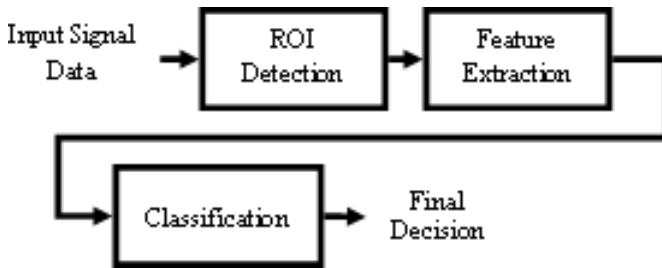 Input Signal
Data
ROI
Detection
Feature
Extraction
Classification
Final
Decision